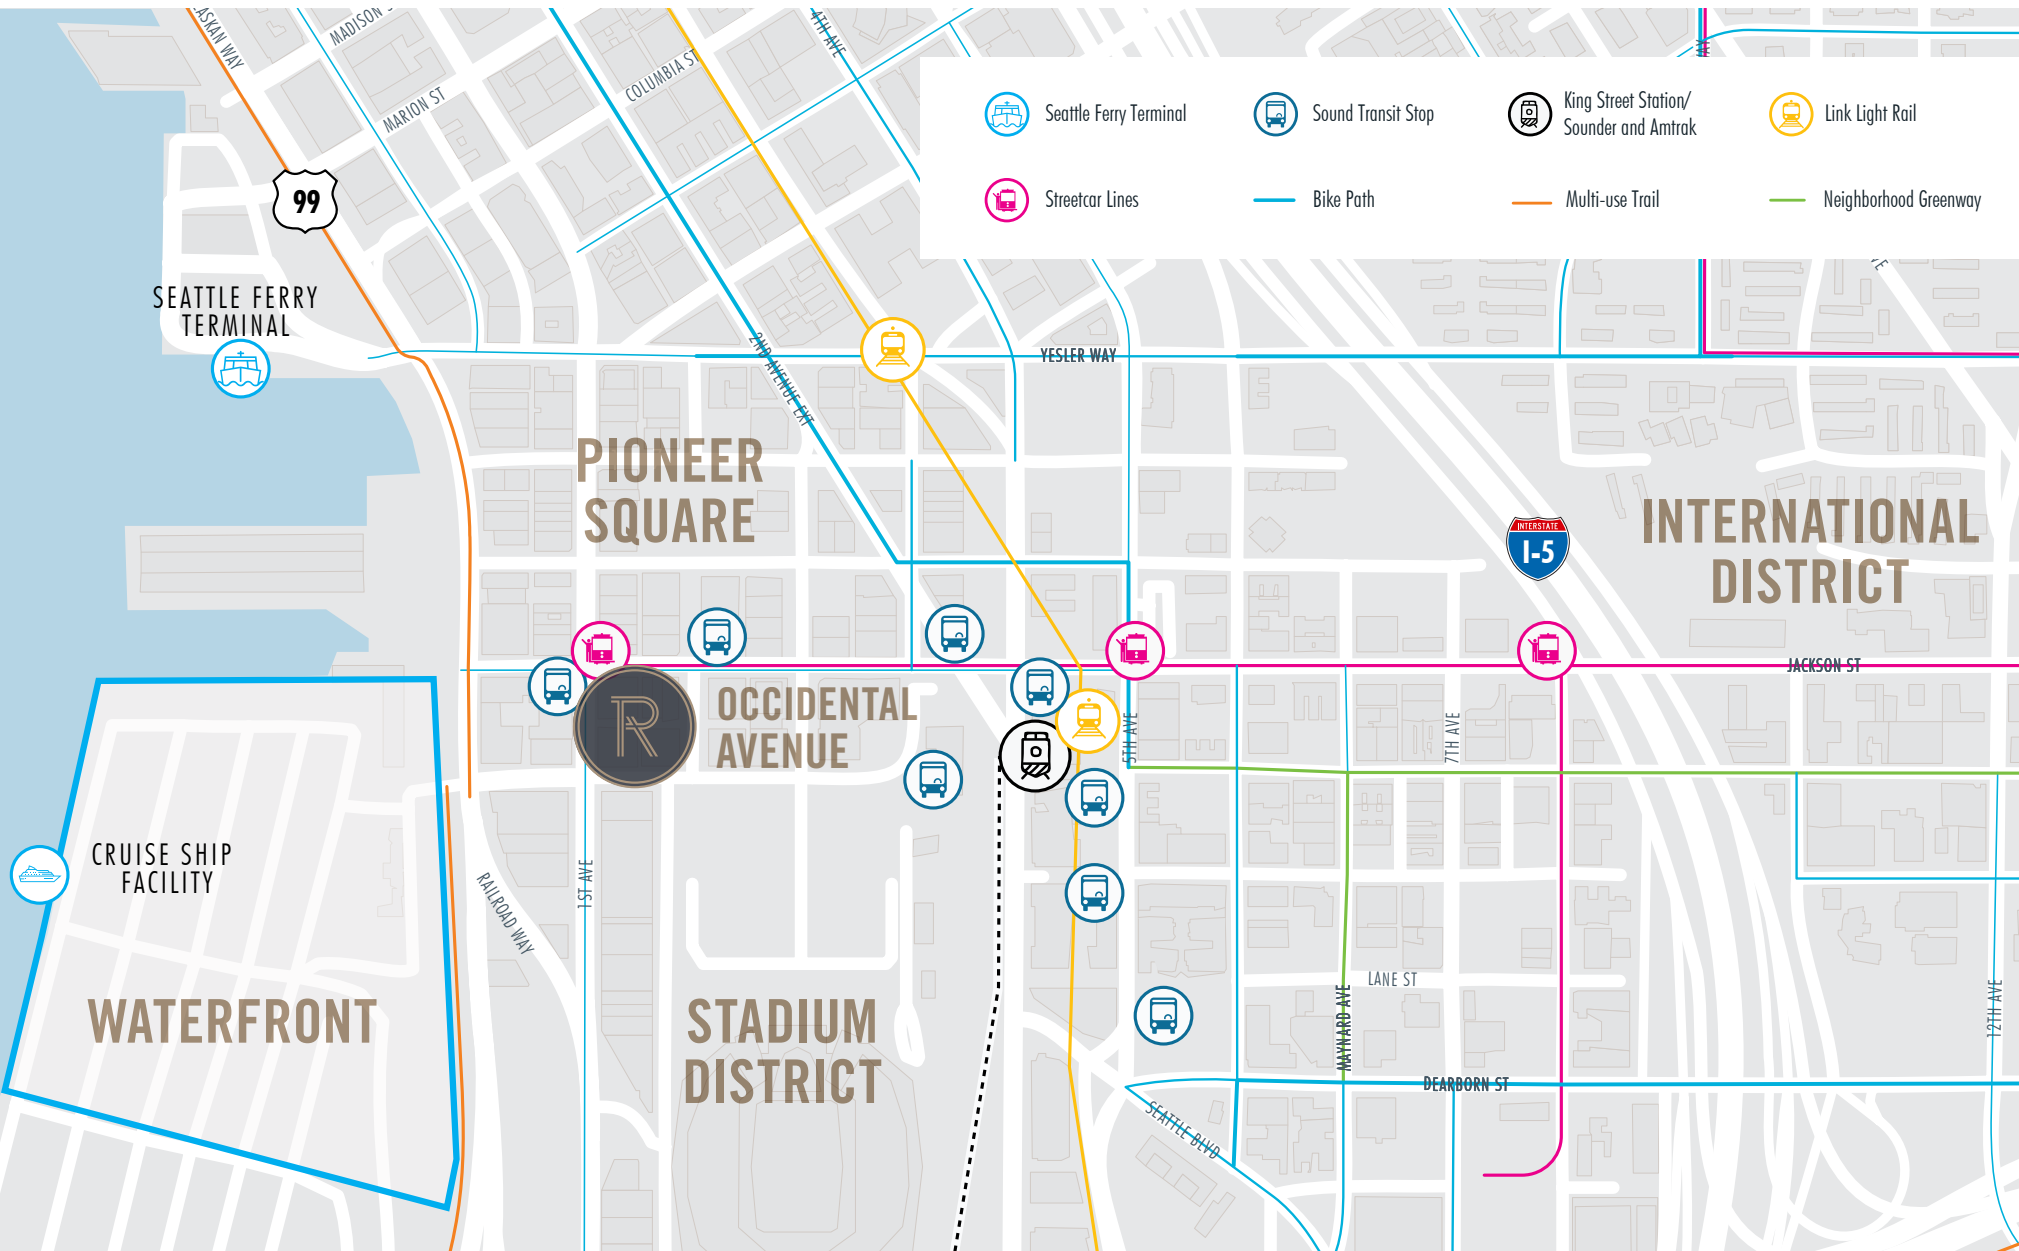 MADISON S
MARION ST
COLUMBIA ST
4TH AVE
99
Seattle Ferry Terminal
Sound Transit Stop
King Street Station/
Sounder and Amtrak
Link Light Rail
Streetcar Lines
Bike Path
Multi-use Trail
Neighborhood Greenway
SEATTLE FERRY
TERMINAL
2ND AVENUE EXT
YESLER WAY
PIONEER
SQUARE
INTERSTATE
I-5
INTERNATIONAL
DISTRICT
JACKSON ST
R
OCCIDENTAL
AVENUE
5TH AVE
7TH AVE
CRUISE SHIP
FACILITY
1ST AVE
RAILROAD WAY
WATERFRONT
STADIUM
DISTRICT
LANE ST
MAYNARD AVE
12TH AVE
DEARBORN ST
SEATTLE BLVD